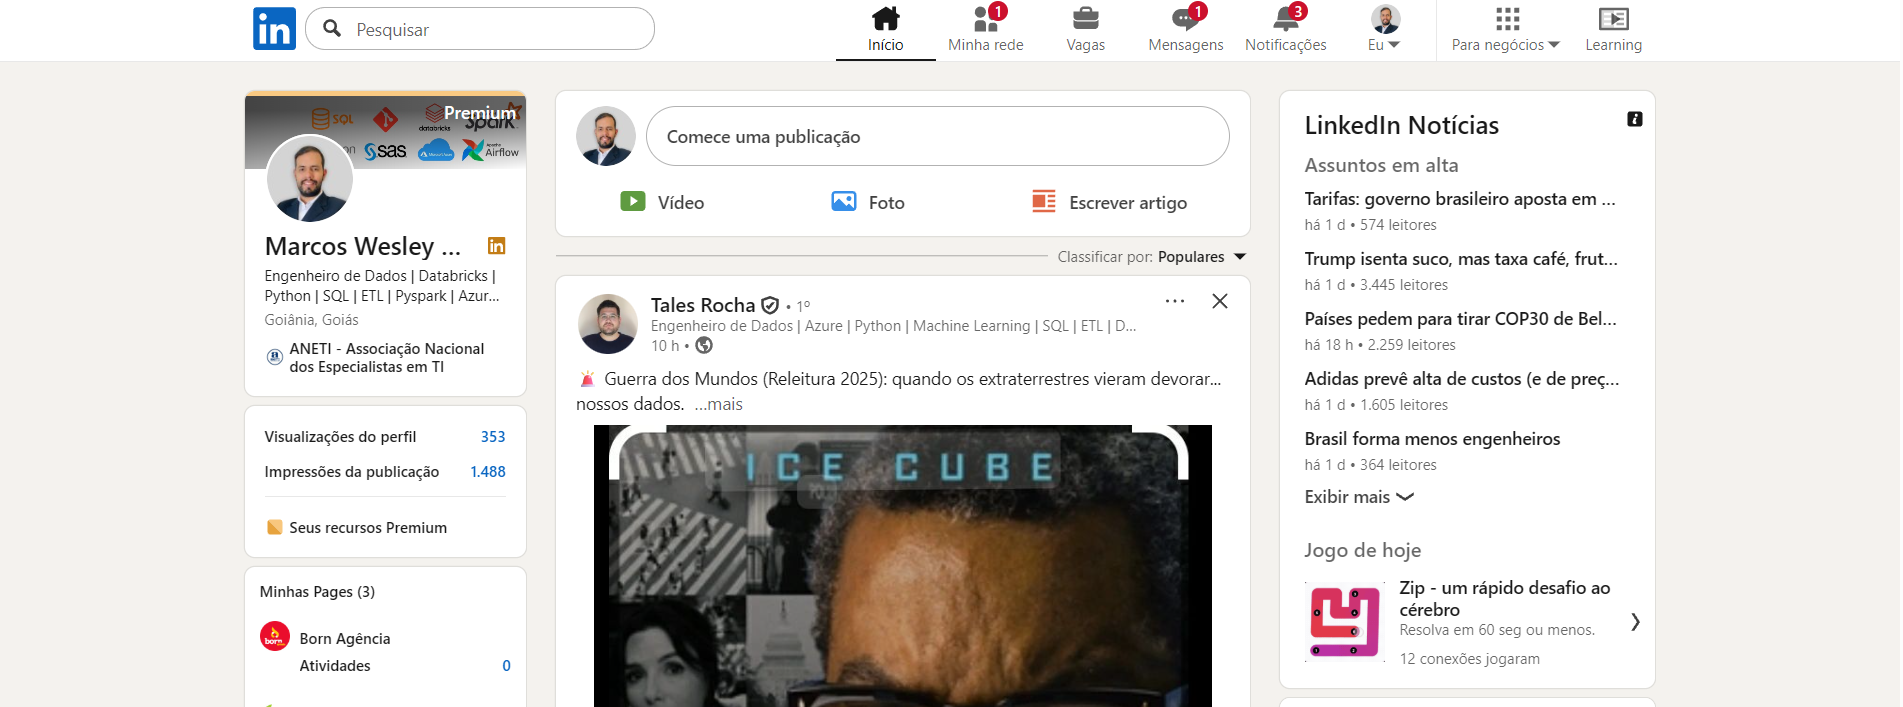 in
Pesquisar
Início
1
Minha rede
Vagas
1
Mensagens
3
Notificações
Eu
Para negócios
Learning
Premium
SQL
databricks
Spark
SSAS
Microsoft Azure
Apache
Airflow
Marcos Wesley ...
in
Engenheiro de Dados | Databricks |
Python | SQL | ETL | Pyspark | Azur...
Goiânia, Goiás
ANETI - Associação Nacional
dos Especialistas em TI
Visualizações do perfil 353
Impressões da publicação 1.488
Seus recursos Premium
Minhas Pages (3)
born
Born Agência
Atividades 0
Comece uma publicação
Vídeo
Foto
Escrever artigo
Classificar por: Populares
Tales Rocha • 1º
Engenheiro de Dados | Azure | Python | Machine Learning | SQL | ETL | D...
10 h •
🚨 Guerra dos Mundos (Releitura 2025): quando os extraterrestres vieram devorar...
nossos dados. ...mais
ICE CUBE
LinkedIn Notícias
Assuntos em alta
Tarifas: governo brasileiro aposta em ...
há 1 d • 574 leitores
Trump isenta suco, mas taxa café, frut...
há 1 d • 3.445 leitores
Países pedem para tirar COP30 de Bel...
há 18 h • 2.259 leitores
Adidas prevê alta de custos (e de preç...
há 1 d • 1.605 leitores
Brasil forma menos engenheiros
há 1 d • 364 leitores
Exibir mais
Jogo de hoje
Zip - um rápido desafio ao
cérebro
Resolva em 60 seg ou menos.
12 conexões jogaram